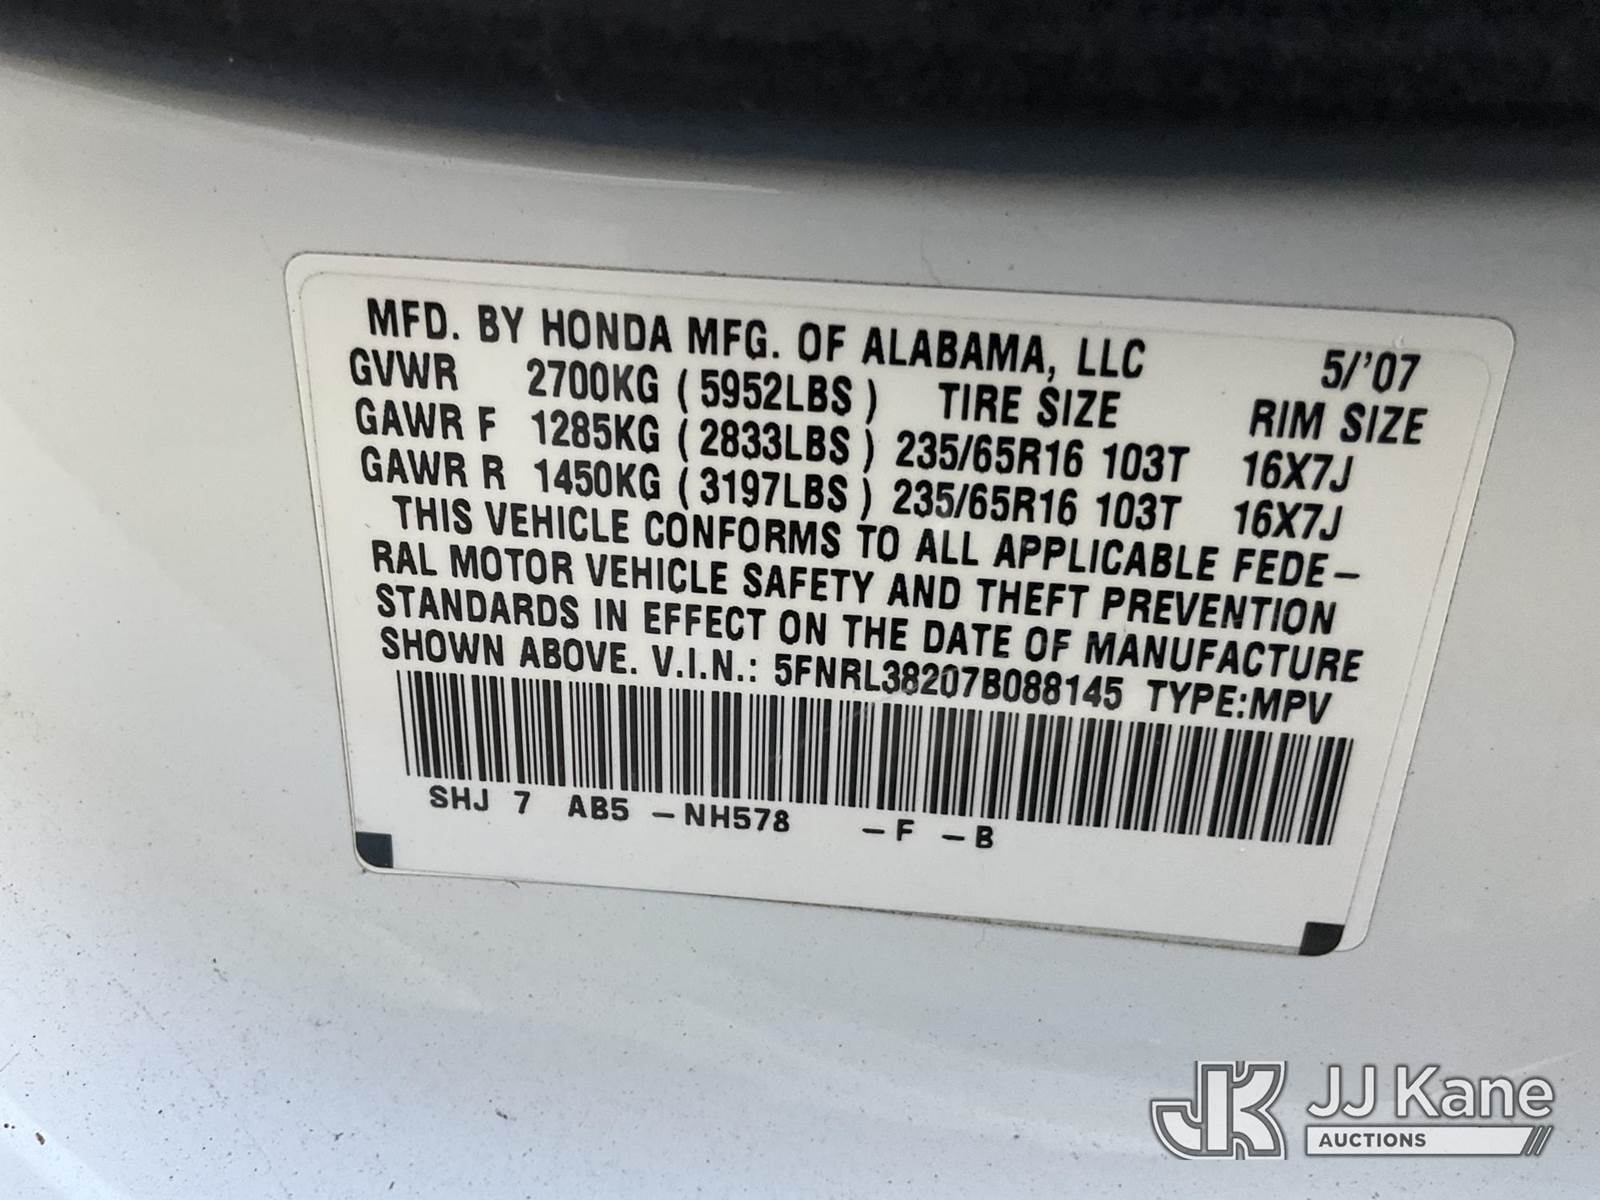 MFD. BY HONDA MFG. OF ALABAMA, LLC 5/'07
GVWR 2700KG ( 5952LBS ) TIRE SIZE RIM SIZE
GAWR F 1285KG ( 2833LBS ) 235/65R16 103T 16X7J
GAWR R 1450KG ( 3197LBS ) 235/65R16 103T 16X7J
THIS VEHICLE CONFORMS TO ALL APPLICABLE FEDE–
RAL MOTOR VEHICLE SAFETY AND THEFT PREVENTION
STANDARDS IN EFFECT ON THE DATE OF MANUFACTURE
SHOWN ABOVE. V.I.N.: 5FNRL38207B088145 TYPE:MPV
SHJ 7 AB5 –NH578 –F –B
JK JJ Kane
AUCTIONS